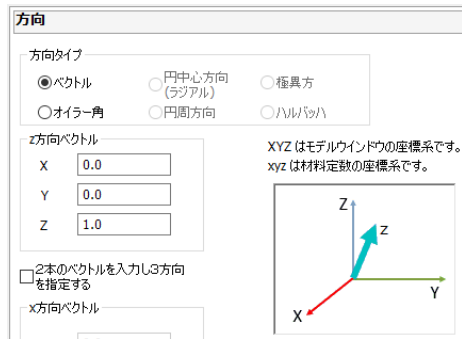 方向
方向タイプ
ベクトル
円中心方向
(ラジアル)
極異方
オイラー角
円周方向
ハルバッハ
z方向ベクトル
X 0.0
Y 0.0
Z 1.0
XYZ はモデルウインドウの座標系です。
xyz は材料定数の座標系です。
Z
z
Y
X
2本のベクトルを入力し3方向
を指定する
x方向ベクトル